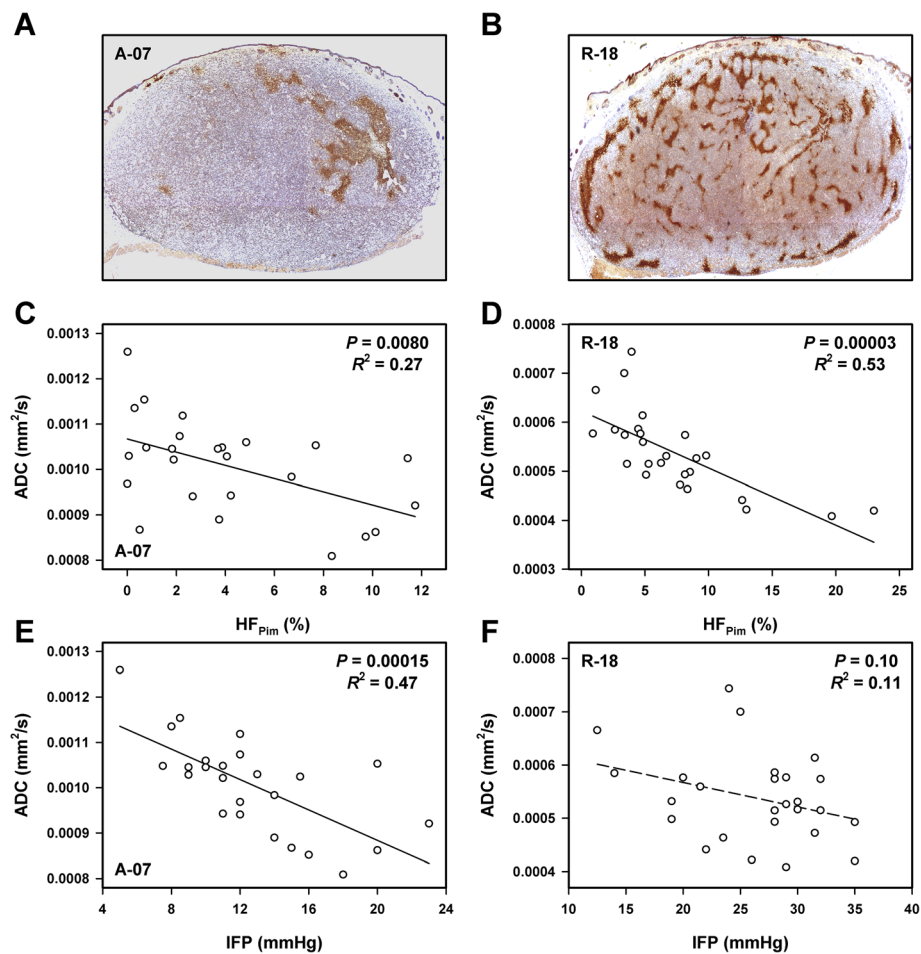 A
B
A-07
R-18
C
D
0.0013
0.0012
0.0011
0.0010
0.0009
0.0008
ADC (mm²/s)
P = 0.0080
R² = 0.27
A-07
0 2 4 6 8 10 12
HFPim (%)
0.0008
0.0007
0.0006
0.0005
0.0004
0.0003
ADC (mm²/s)
R-18
P = 0.00003
R² = 0.53
0 5 10 15 20 25
HFPim (%)
E
F
0.0013
0.0012
0.0011
0.0010
0.0009
0.0008
ADC (mm²/s)
P = 0.00015
R² = 0.47
A-07
4 8 12 16 20 24
IFP (mmHg)
0.0008
0.0007
0.0006
0.0005
0.0004
ADC (mm²/s)
R-18
P = 0.10
R² = 0.11
10 15 20 25 30 35 40
IFP (mmHg)